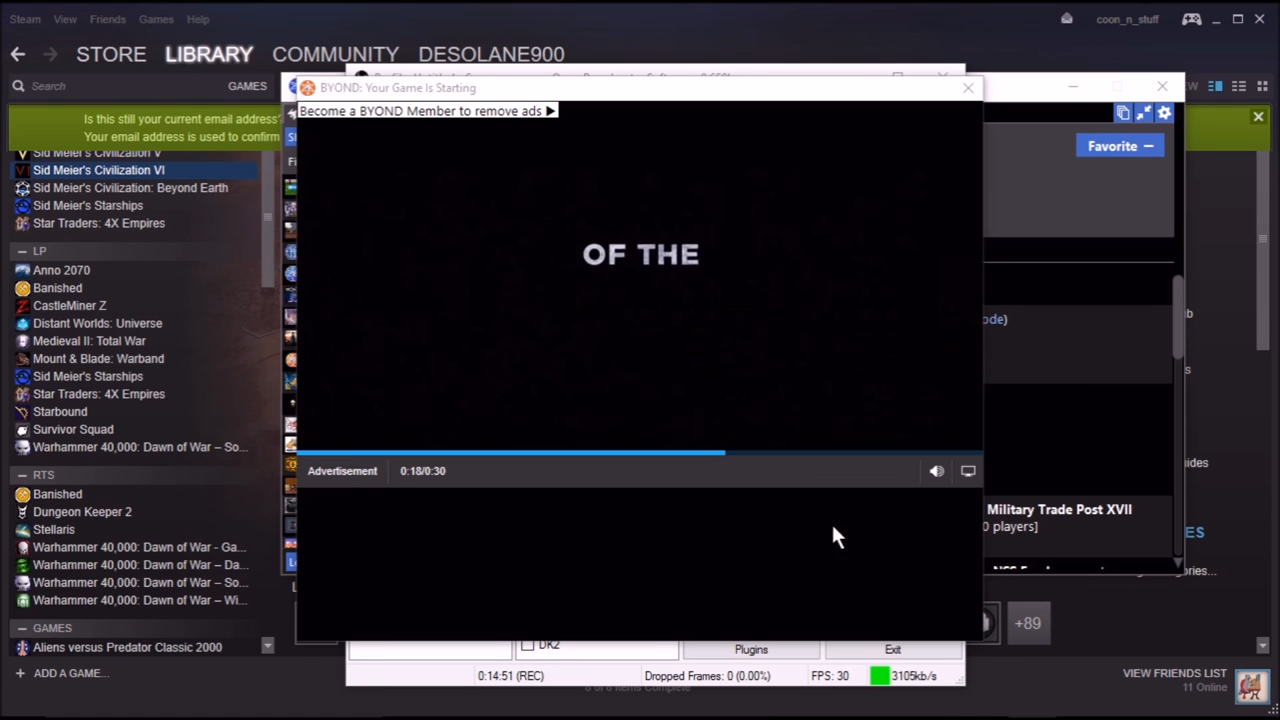 Steam View Friends Games Help
coon_n_stuff
STORE LIBRARY COMMUNITY DESOLANE900
Search GAMES
BYOND: Your Game Is Starting
Become a BYOND Member to remove ads ▶
Is this still your current email address?
Your email address is used to confirm
Favorite −
Sid Meier's Civilization V
Sid Meier's Civilization VI
Sid Meier's Civilization: Beyond Earth
Sid Meier's Starships
Star Traders: 4X Empires
— LP
Anno 2070
Banished
CastleMiner Z
Distant Worlds: Universe
Medieval II: Total War
Mount & Blade: Warband
Sid Meier's Starships
Star Traders: 4X Empires
Starbound
Survivor Squad
Warhammer 40,000: Dawn of War – So...
— RTS
Banished
Dungeon Keeper 2
Stellaris
Warhammer 40,000: Dawn of War - Ga...
Warhammer 40,000: Dawn of War – Da...
Warhammer 40,000: Dawn of War – So...
Warhammer 40,000: Dawn of War – Wi...
— GAMES
Aliens versus Predator Classic 2000
+ ADD A GAME...
OF THE
Advertisement 0:18/0:30
ode)
Military Trade Post XVII
0 players]
DK2
Plugins
Exit
0:14:51 (REC) Dropped Frames: 0 (0.00%) FPS: 30 3105kb/s
+89
VIEW FRIENDS LIST
11 Online